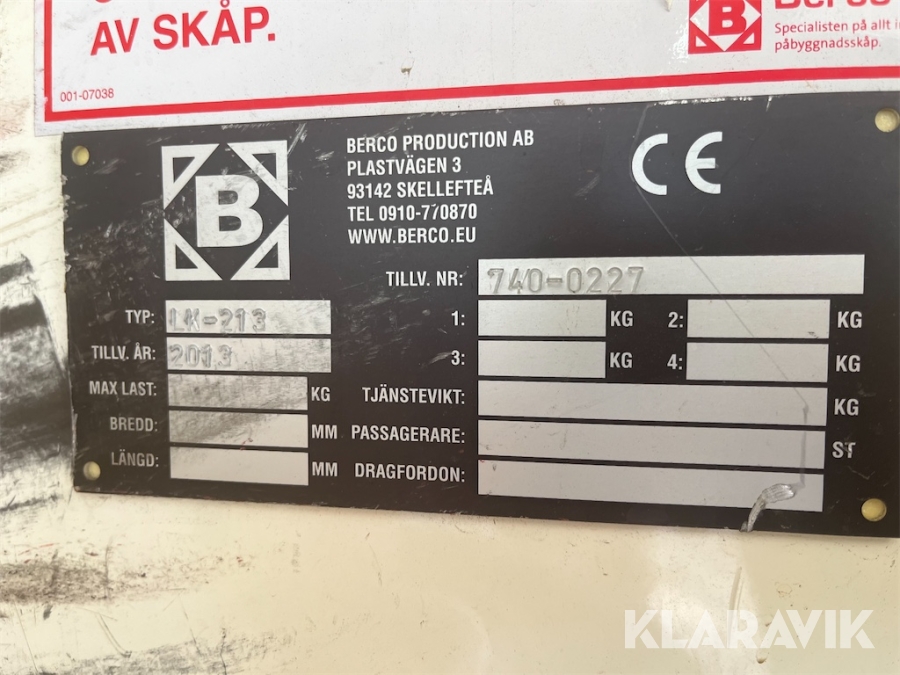 AV SKÅP.
001-07038
B
Specialisten på allt i
påbyggnadsskåp.
B
BERCO PRODUCTION AB
PLASTVÄGEN 3
93142 SKELLEFTEÅ
TEL 0910-770870
WWW.BERCO.EU
CE
TILLV. NR: 740-0227
TYP: LK-213
1: KG 2: KG
TILLV. ÅR: 2013
3: KG 4: KG
MAX LAST: KG
TJÄNSTEVIKT: KG
BREDD: MM
PASSAGERARE: ST
LÄNGD: MM
DRAGFORDON:
KLARAVIK